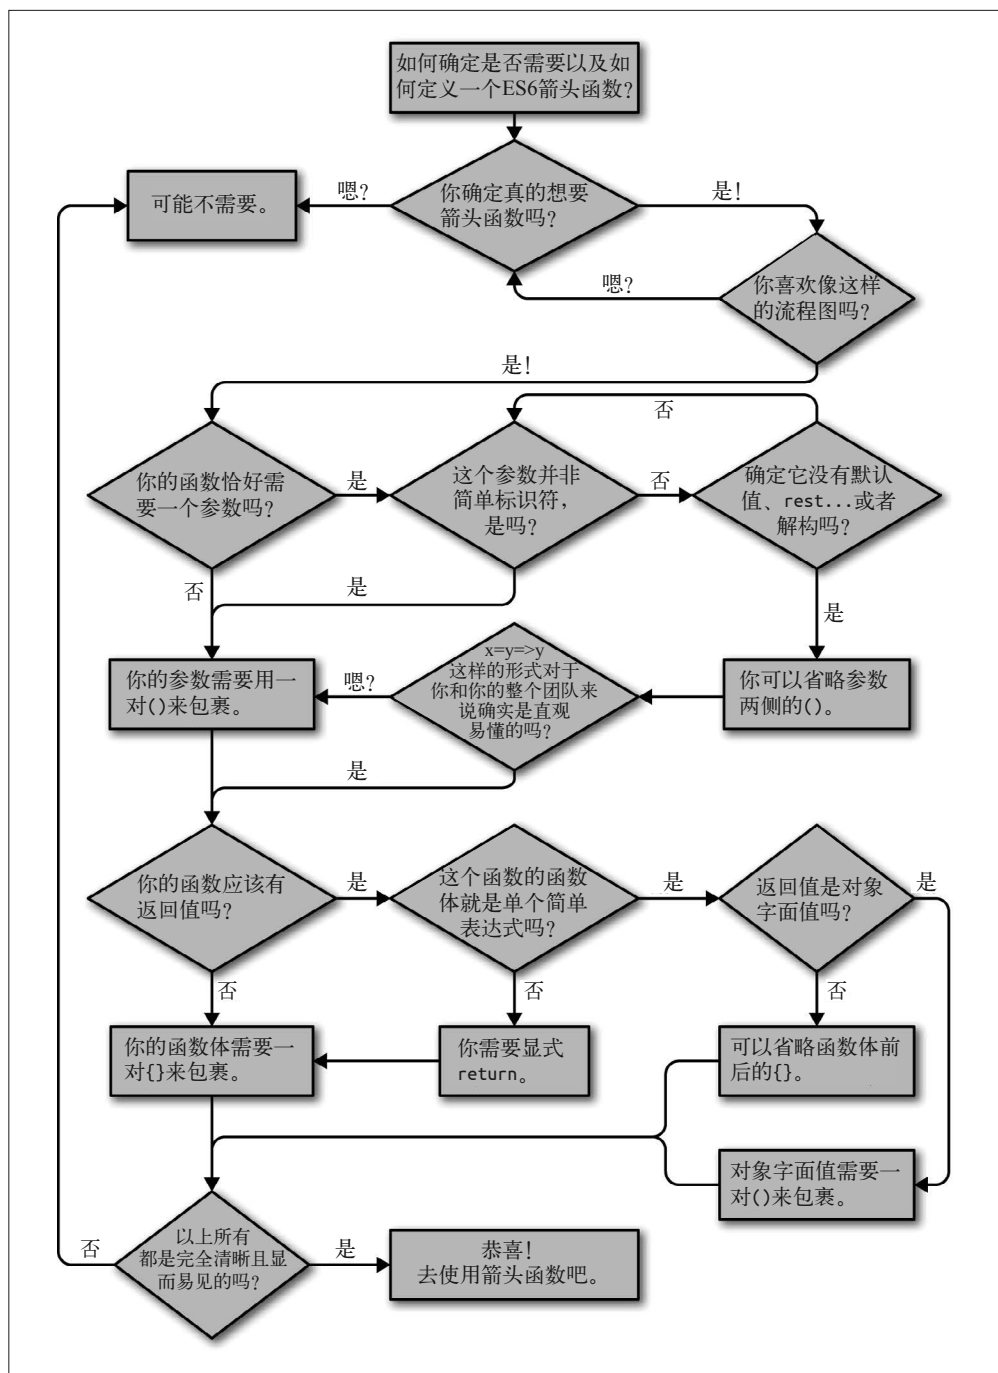 如何确定是否需要以及如
何定义一个ES6箭头函数?
可能不需要。
嗯?
你确定真的想要
箭头函数吗?
是!
嗯?
你喜欢像这样
的流程图吗?
是!
否
你的函数恰好需
要一个参数吗?
是
这个参数并非
简单标识符，
是吗?
否
确定它没有默认
值、rest...或者
解构吗?
否
是
是
你的参数需要用一
对()来包裹。
嗯?
x=y=>y
这样的形式对于
你和你的整个团队来
说确实是直观
易懂的吗?
你可以省略参数
两侧的()。
是
你的函数应该有
返回值吗?
是
这个函数的函数
体就是单个简单
表达式吗?
是
返回值是对象
字面值吗?
是
否
否
否
你的函数体需要一
对{}来包裹。
你需要显式
return。
可以省略函数体前
后的{}。
对象字面值需要一
对()来包裹。
否
以上所有
都是完全清晰且显
而易见的吗?
是
恭喜!
去使用箭头函数吧。